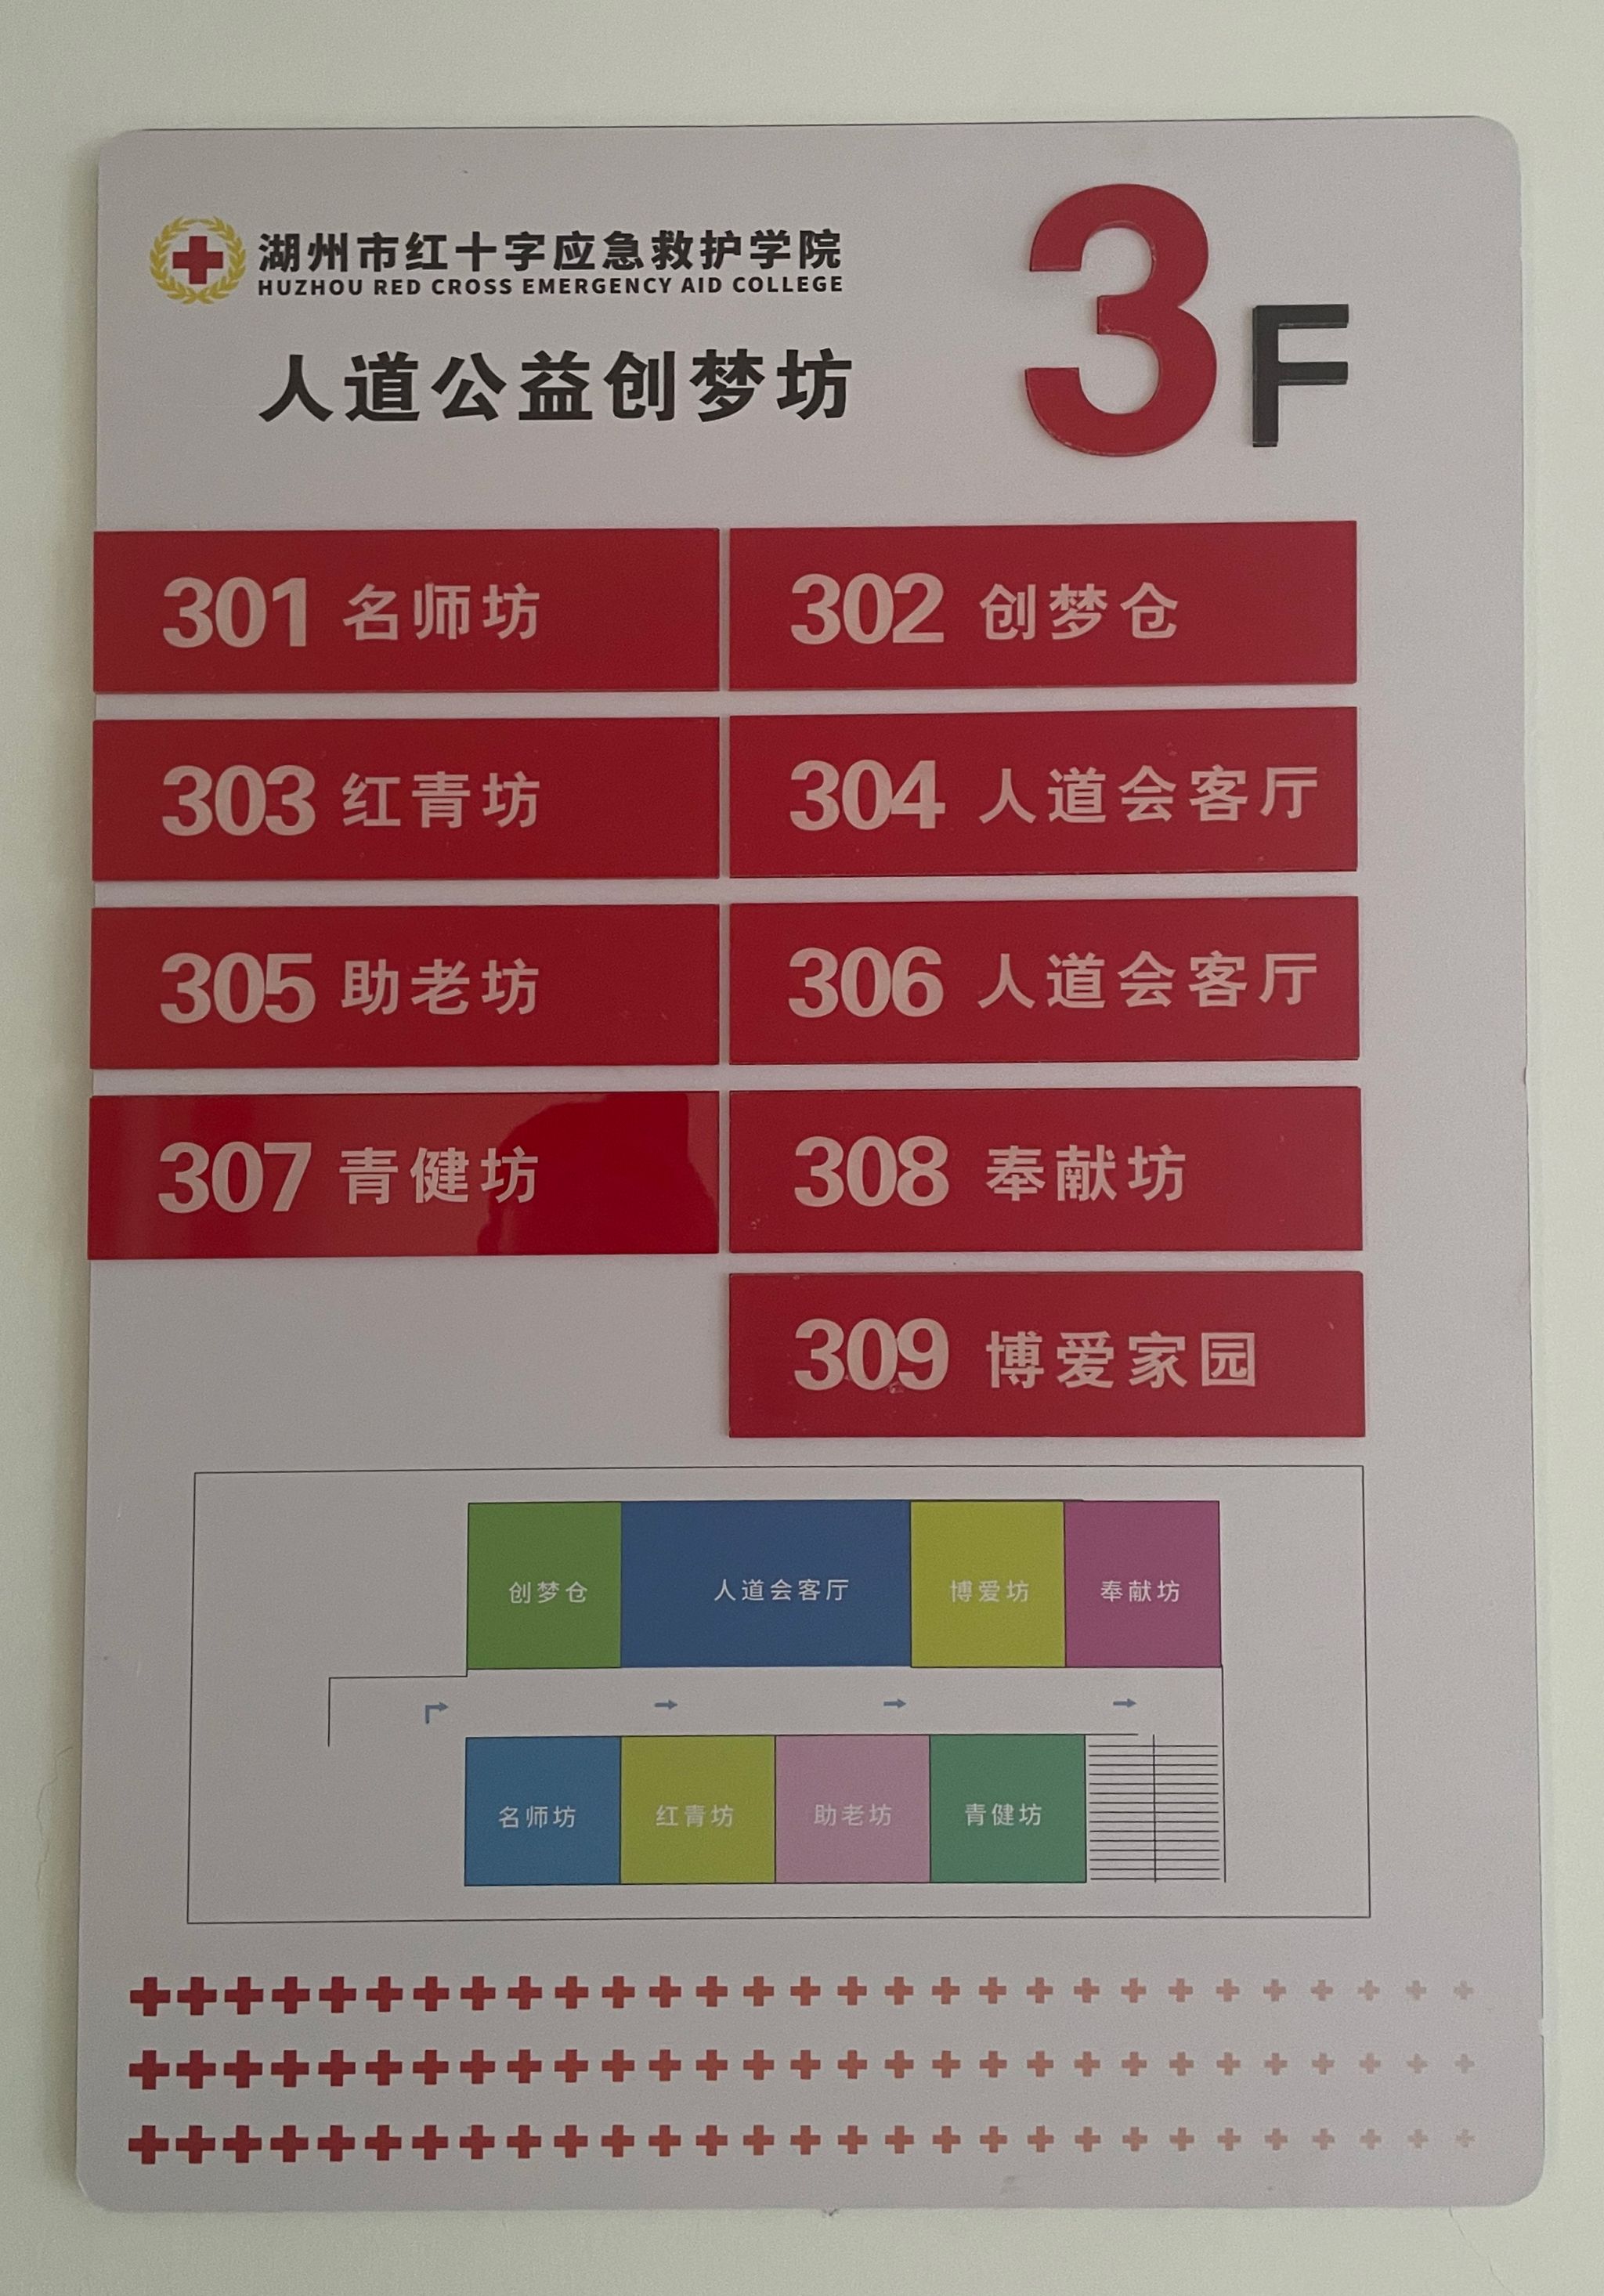 湖州市红十字应急救护学院
HUZHOU RED CROSS EMERGENCY AID COLLEGE
人道公益创梦坊
3F
301 名师坊
302 创梦仓
303 红青坊
304 人道会客厅
305 助老坊
306 人道会客厅
307 青健坊
308 奉献坊
309 博爱家园
创梦仓 人道会客厅 博爱坊 奉献坊
名师坊 红青坊 助老坊 青健坊